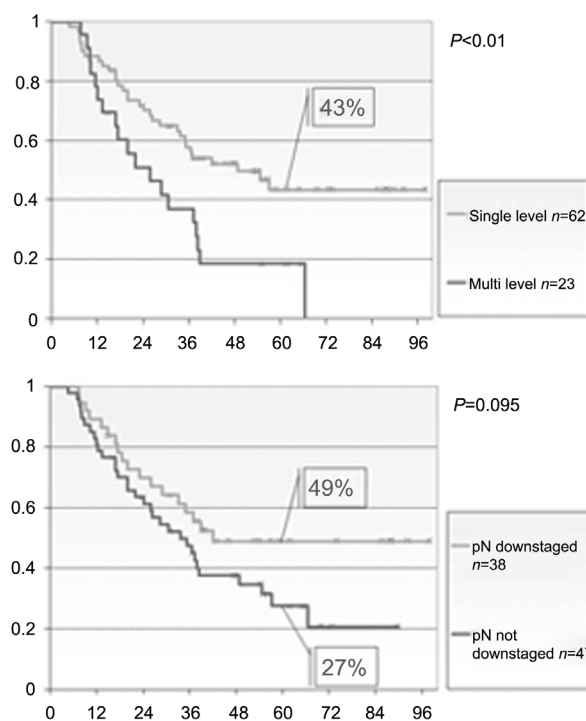 1
0.8
0.6
0.4
0.2
0
0 12 24 36 48 60 72 84 96
43%
P<0.01
Single level n=62
Multi level n=23
1
0.8
0.6
0.4
0.2
0
0 12 24 36 48 60 72 84 96
49%
27%
P=0.095
pN downstaged
n=38
pN not
downstaged